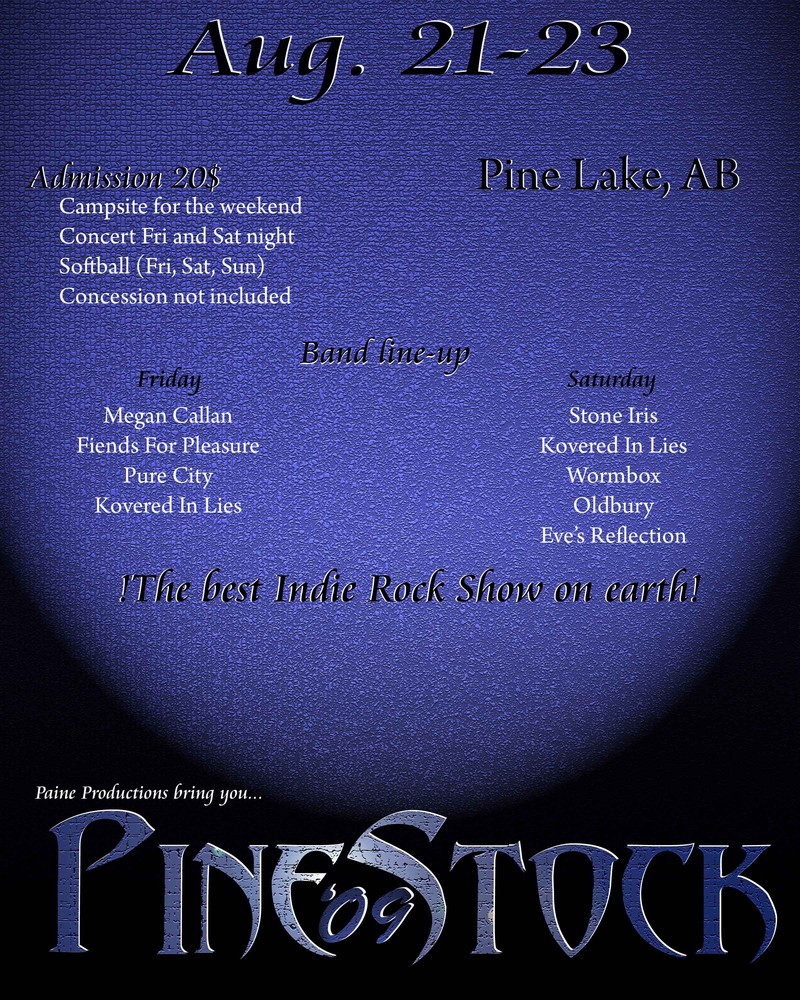 Aug. 21-23
Admission 20$
Pine Lake, AB
Campsite for the weekend
Concert Fri and Sat night
Softball (Fri, Sat, Sun)
Concession not included
Band line-up
Friday
Megan Callan
Fiends For Pleasure
Pure City
Kovered In Lies
Saturday
Stone Iris
Kovered In Lies
Wormbox
Oldbury
Eve's Reflection
!The best Indie Rock Show on earth!
Paine Productions bring you...
PINESTOCK
'09